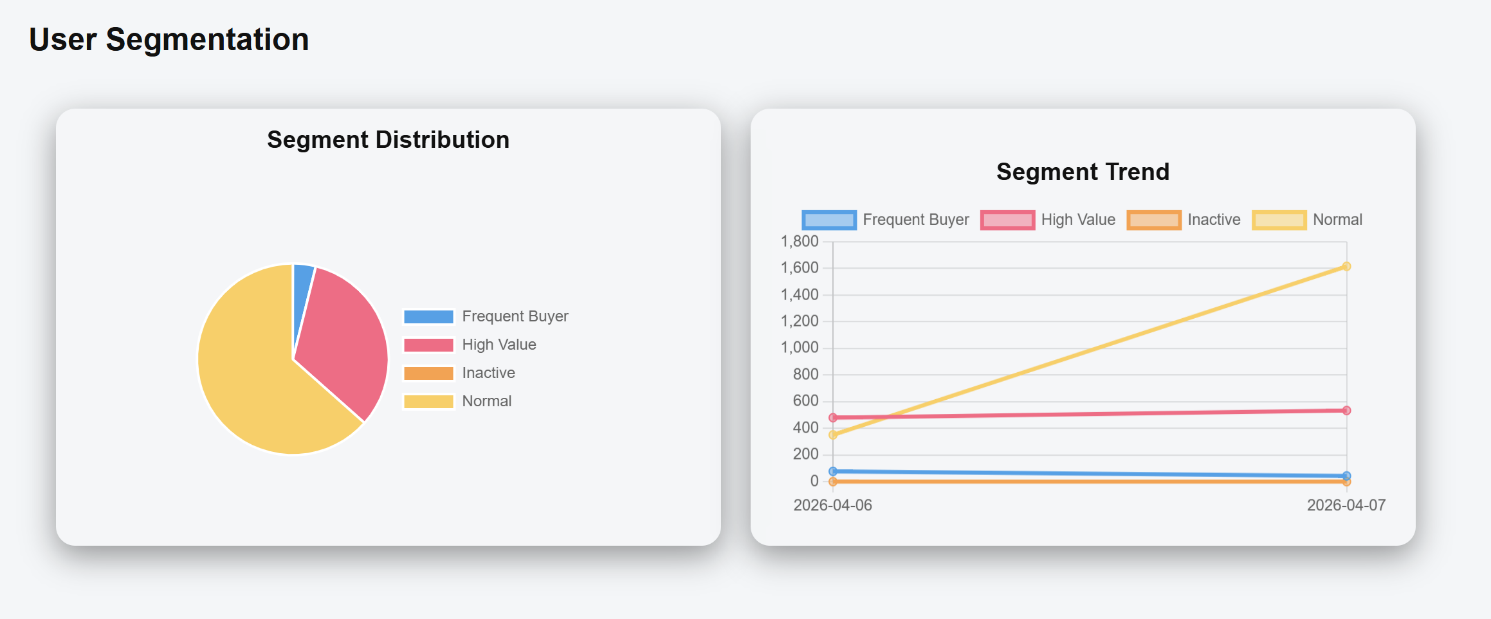 User Segmentation
Segment Distribution
Frequent Buyer
High Value
Inactive
Normal
Segment Trend
Frequent Buyer High Value Inactive Normal
1,800
1,600
1,400
1,200
1,000
800
600
400
200
0
2026-04-06 2026-04-07